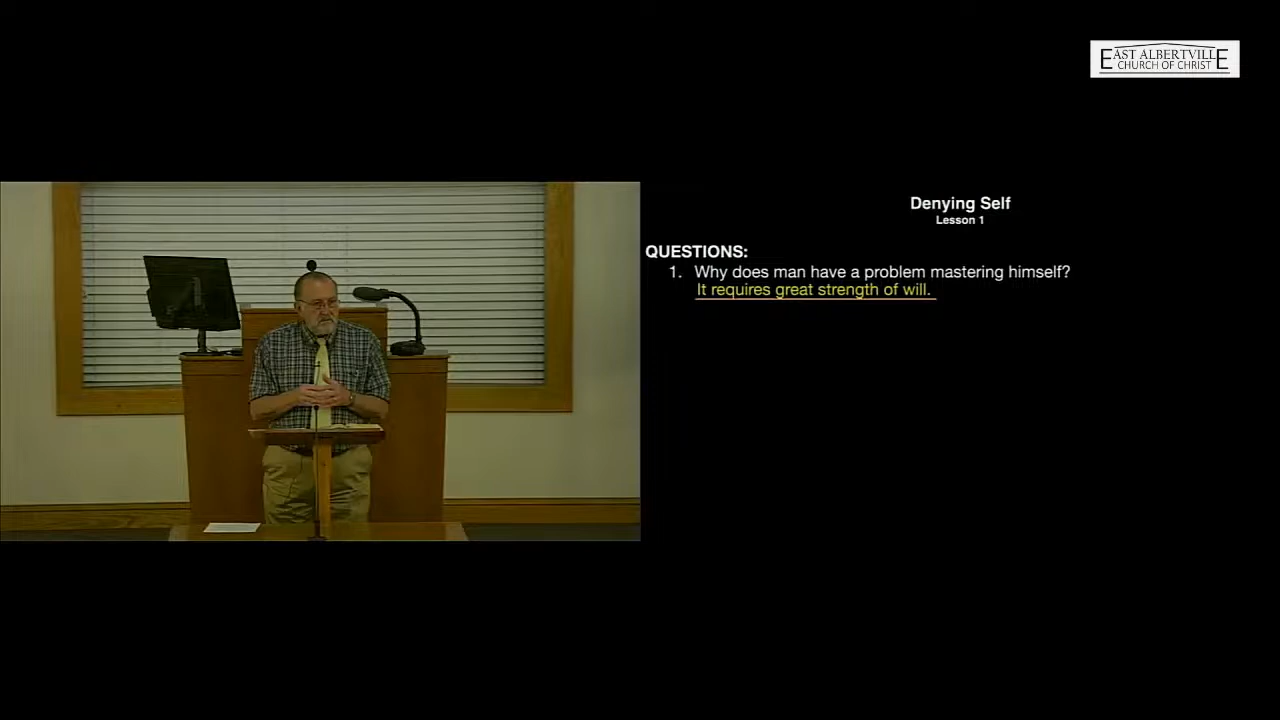 EAST ALBERTVILLE
CHURCH OF CHRIST
Denying Self
Lesson 1
QUESTIONS:
1. Why does man have a problem mastering himself?
It requires great strength of will.